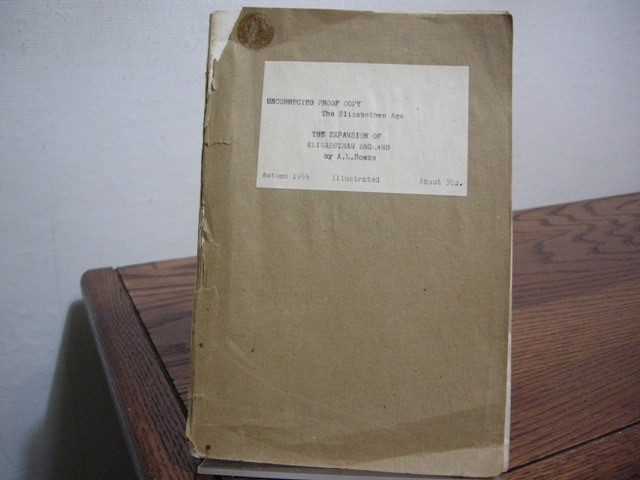 UNCORRECTED PROOF COPY
The Elizabethan Age
THE EXPANSION OF
ELIZABETHAN ENGLAND
by A.L.Rowse
Autumn 1955 Illustrated About 30s.